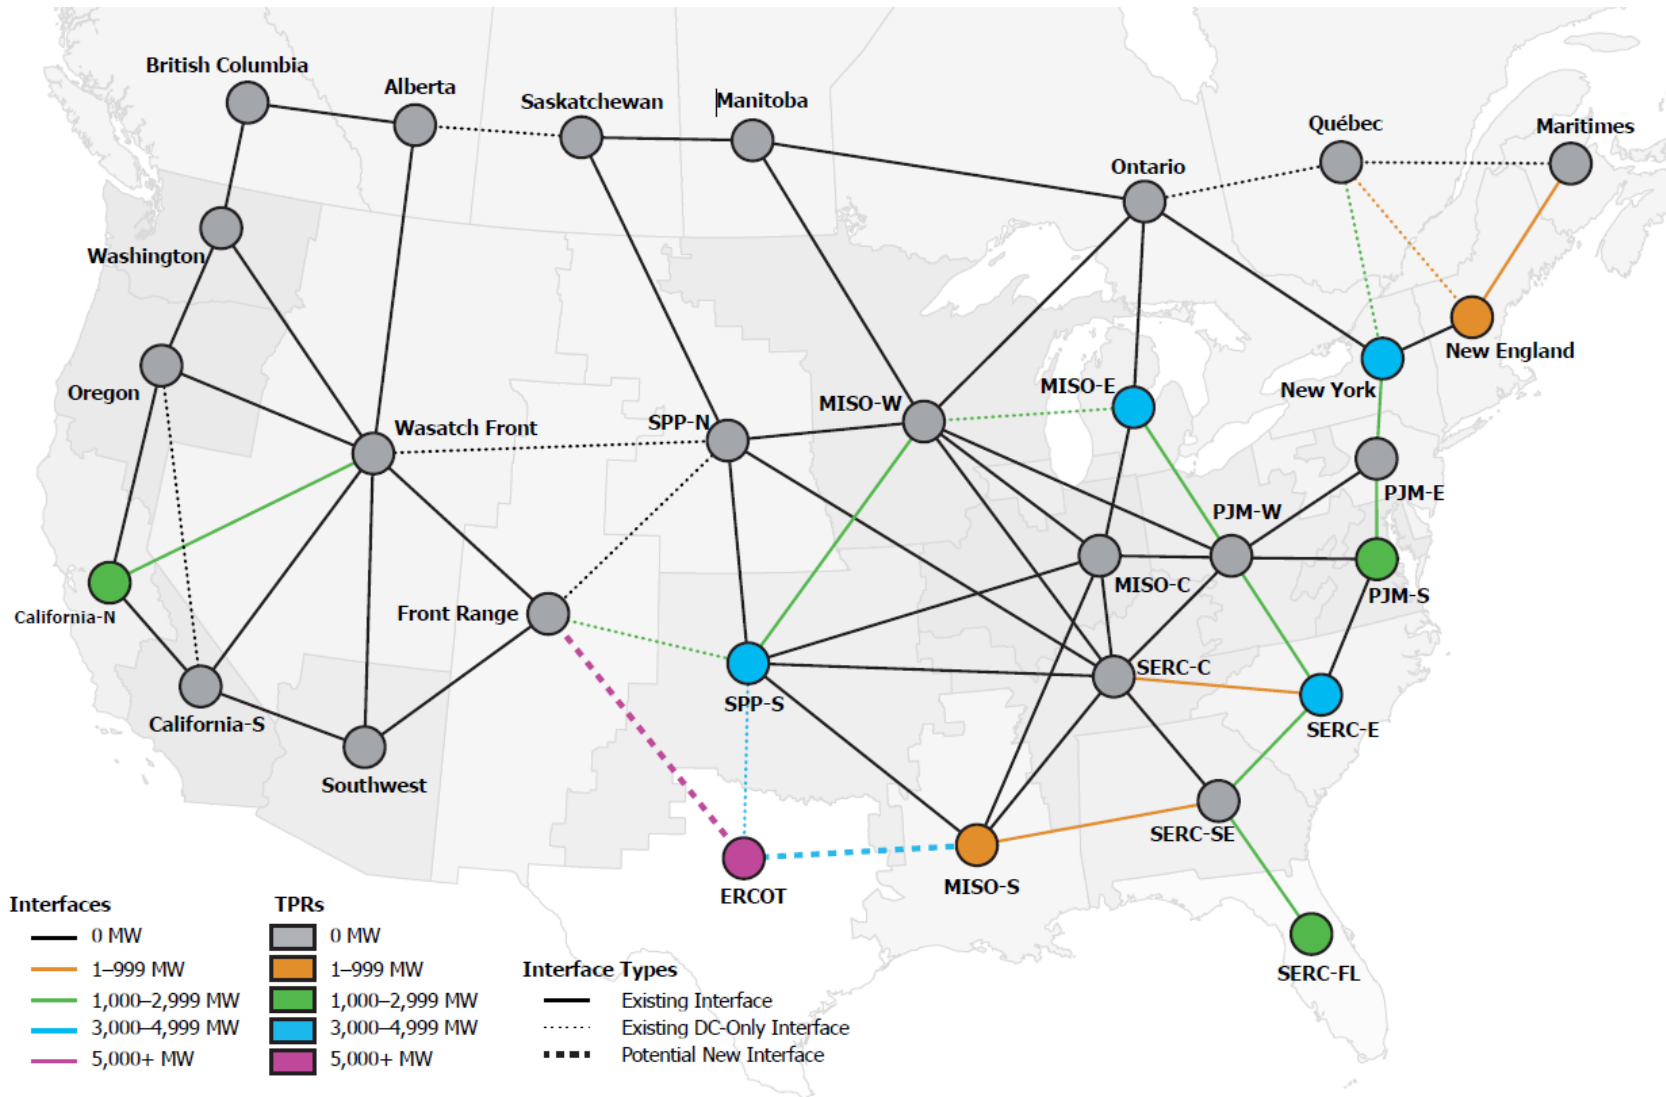 British Columbia
Alberta
Saskatchewan
Manitoba
Québec
Maritimes
Ontario
Washington
Oregon
Wasatch Front
SPP-N
MISO-W
MISO-E
New York
New England
PJM-E
PJM-W
MISO-C
PJM-S
California-N
Front Range
SERC-C
SPP-S
California-S
SERC-E
Southwest
SERC-SE
ERCOT
MISO-S
SERC-FL
Interfaces
0 MW
1–999 MW
1,000–2,999 MW
3,000–4,999 MW
5,000+ MW
TPRs
0 MW
1–999 MW
1,000–2,999 MW
3,000–4,999 MW
5,000+ MW
Interface Types
Existing Interface
Existing DC-Only Interface
Potential New Interface